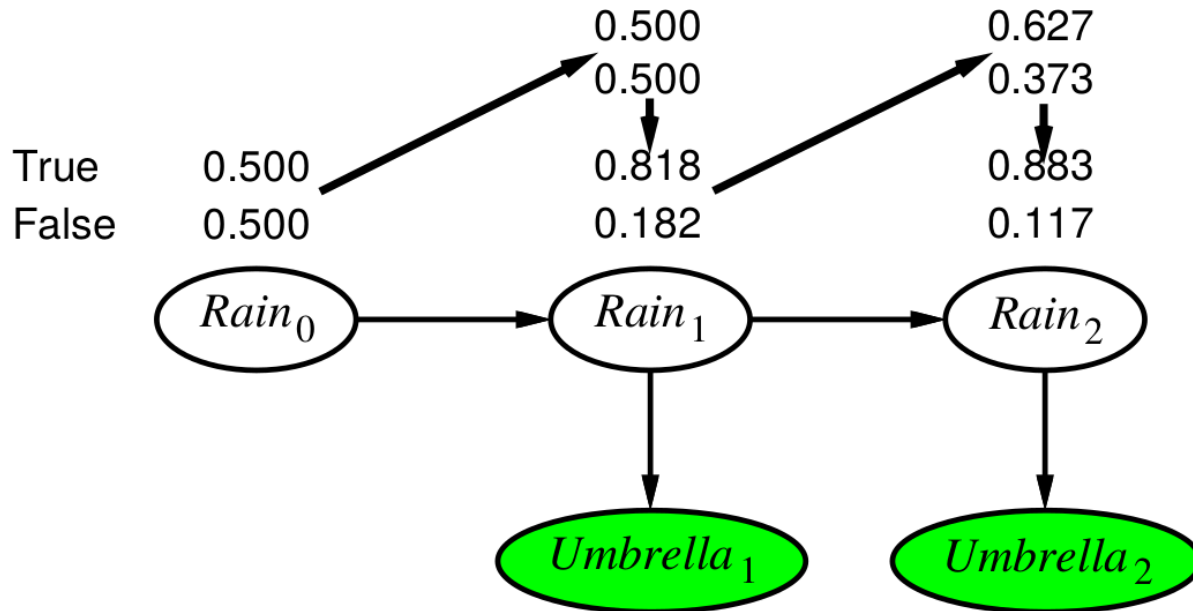 0.500 0.627
0.500 0.373
True 0.500 0.818 0.883
False 0.500 0.182 0.117
Rain0 Rain1 Rain2
Umbrella1 Umbrella2